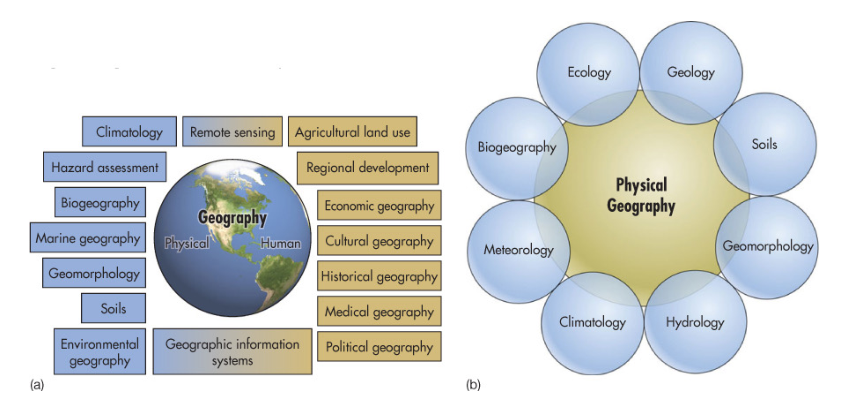 Climatology
Remote sensing
Agricultural land use
Hazard assessment
Regional development
Biogeography
Economic geography
Marine geography
Cultural geography
Geomorphology
Historical geography
Soils
Medical geography
Environmental
geography
Geographic information
systems
Political geography
Geography
Physical
Human
(a)
Ecology
Geology
Biogeography
Soils
Physical
Geography
Meteorology
Geomorphology
Climatology
Hydrology
(b)